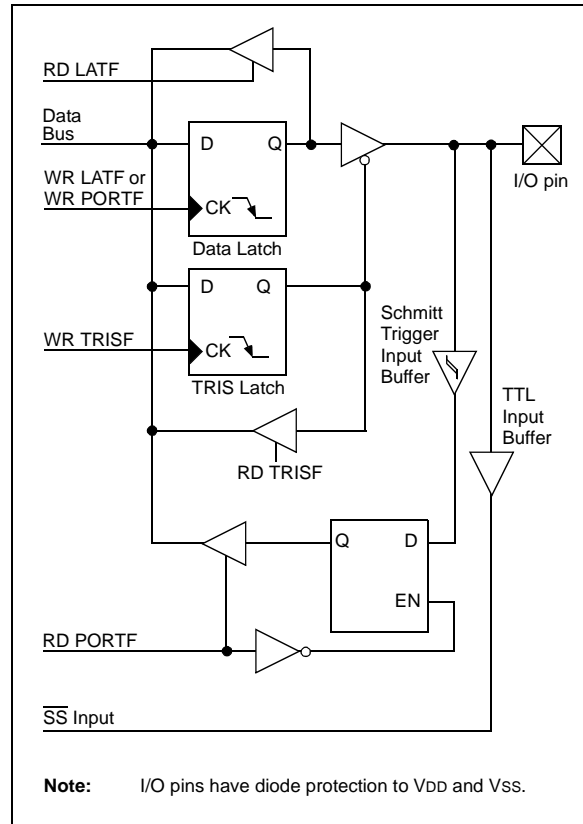 RD LATF
Data
Bus
D Q
I/O pin
WR LATF or
WR PORTF
CK
Data Latch
D Q
Schmitt
Trigger
Input
Buffer
WR TRISF
CK
TRIS Latch
TTL
Input
Buffer
RD TRISF
Q D
EN
RD PORTF
SS Input
Note: I/O pins have diode protection to VDD and VSS.